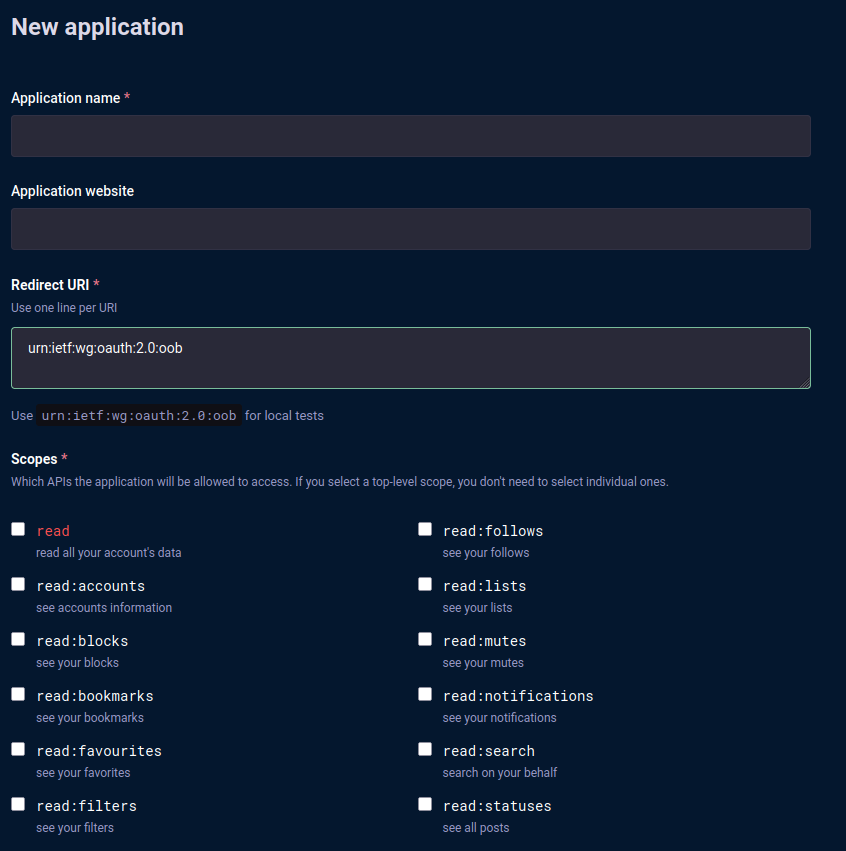 New application
Application name *
Application website
Redirect URI *
Use one line per URI
urn:ietf:wg:oauth:2.0:oob
Use urn:ietf:wg:oauth:2.0:oob for local tests
Scopes *
Which APIs the application will be allowed to access. If you select a top-level scope, you don't need to select individual ones.
read
read all your account's data
read:accounts
see accounts information
read:blocks
see your blocks
read:bookmarks
see your bookmarks
read:favourites
see your favorites
read:filters
see your filters
read:follows
see your follows
read:lists
see your lists
read:mutes
see your mutes
read:notifications
see your notifications
read:search
search on your behalf
read:statuses
see all posts